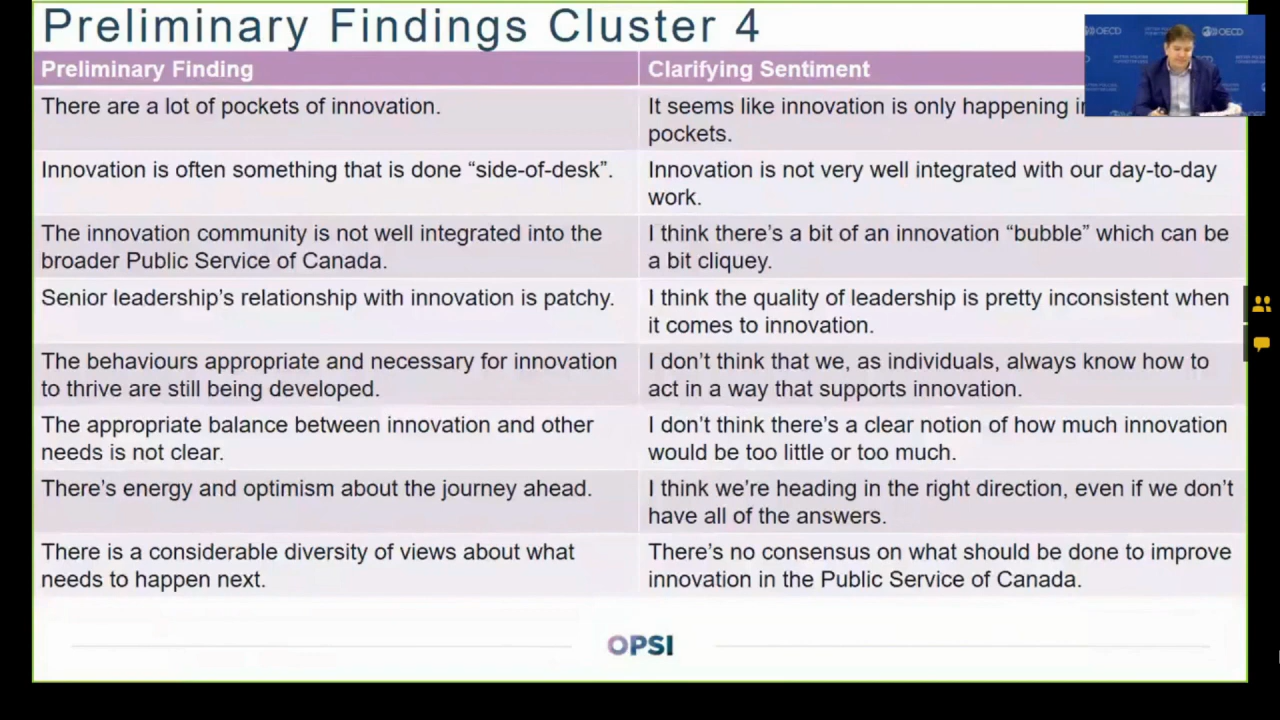 Preliminary Findings Cluster 4
Preliminary Finding
Clarifying Sentiment
There are a lot of pockets of innovation.
It seems like innovation is only happening
pockets.
Innovation is often something that is done “side-of-desk”.
Innovation is not very well integrated with our day-to-day
work.
The innovation community is not well integrated into the
broader Public Service of Canada.
I think there’s a bit of an innovation “bubble” which can be
a bit cliquey.
Senior leadership’s relationship with innovation is patchy.
I think the quality of leadership is pretty inconsistent when
it comes to innovation.
The behaviours appropriate and necessary for innovation
to thrive are still being developed.
I don’t think that we, as individuals, always know how to
act in a way that supports innovation.
The appropriate balance between innovation and other
needs is not clear.
I don’t think there’s a clear notion of how much innovation
would be too little or too much.
There’s energy and optimism about the journey ahead.
I think we’re heading in the right direction, even if we don’t
have all of the answers.
There is a considerable diversity of views about what
needs to happen next.
There’s no consensus on what should be done to improve
innovation in the Public Service of Canada.
OPSI
OECD
OECD